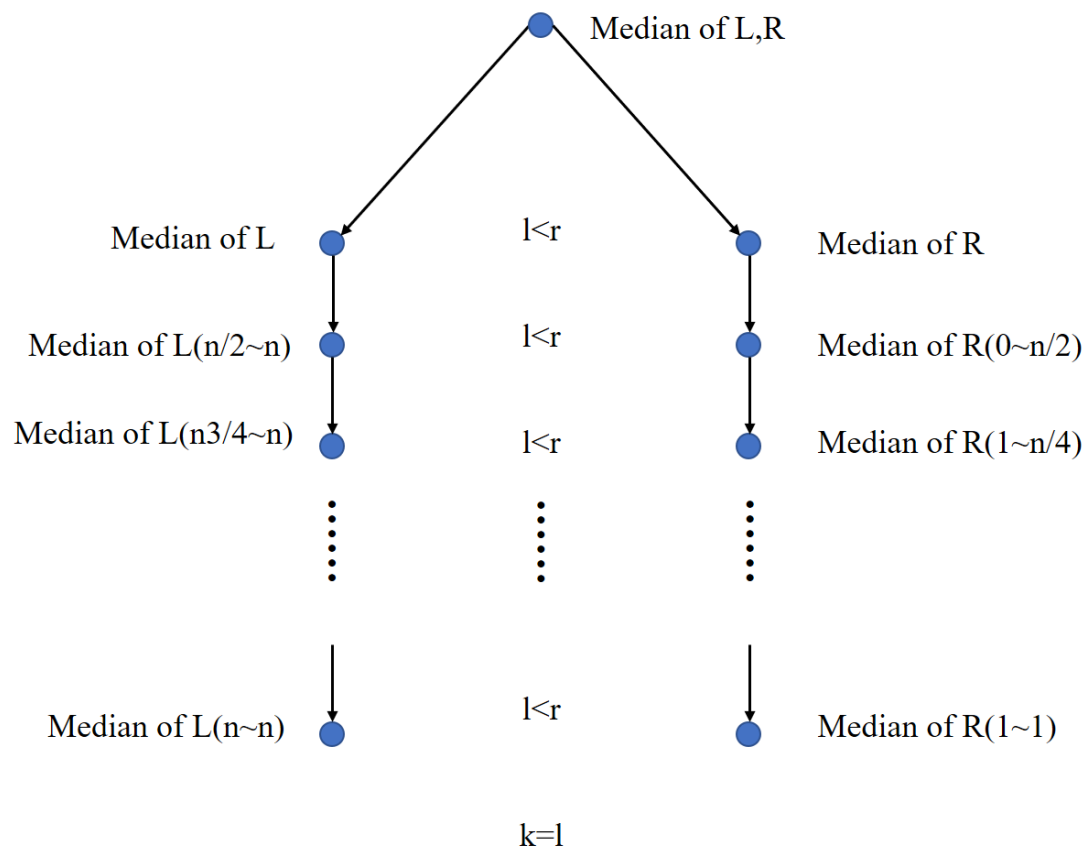 Median of L,R
Median of L
l<r
Median of R
Median of L(n/2~n)
l<r
Median of R(0~n/2)
Median of L(n3/4~n)
l<r
Median of R(1~n/4)
Median of L(n~n)
l<r
Median of R(1~1)
k=l